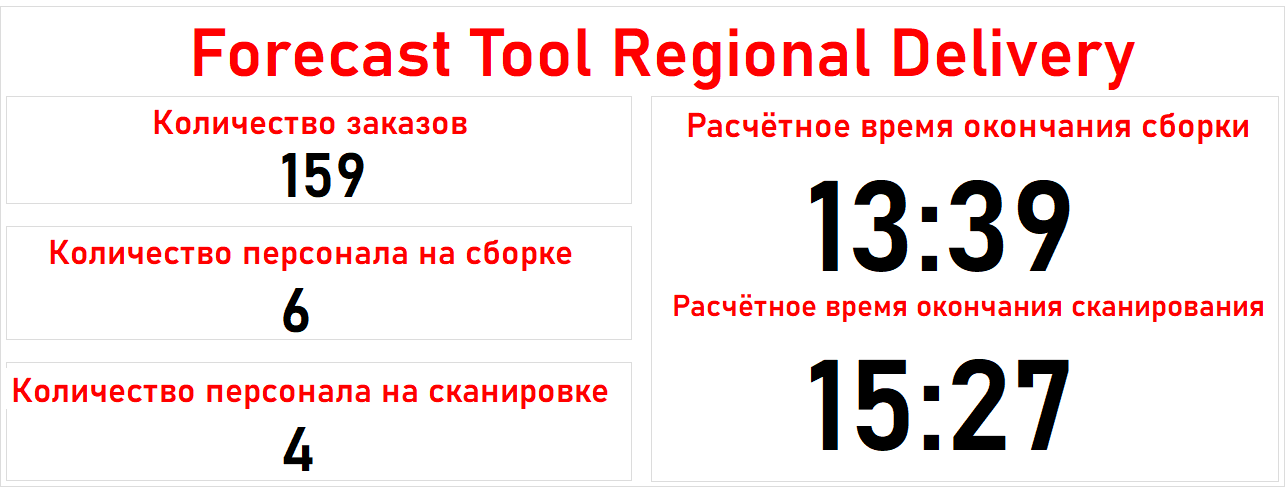 Forecast Tool Regional Delivery
Количество заказов
159
Количество персонала на сборке
6
Количество персонала на сканировке
4
Расчётное время окончания сборки
13:39
Расчётное время окончания сканирования
15:27